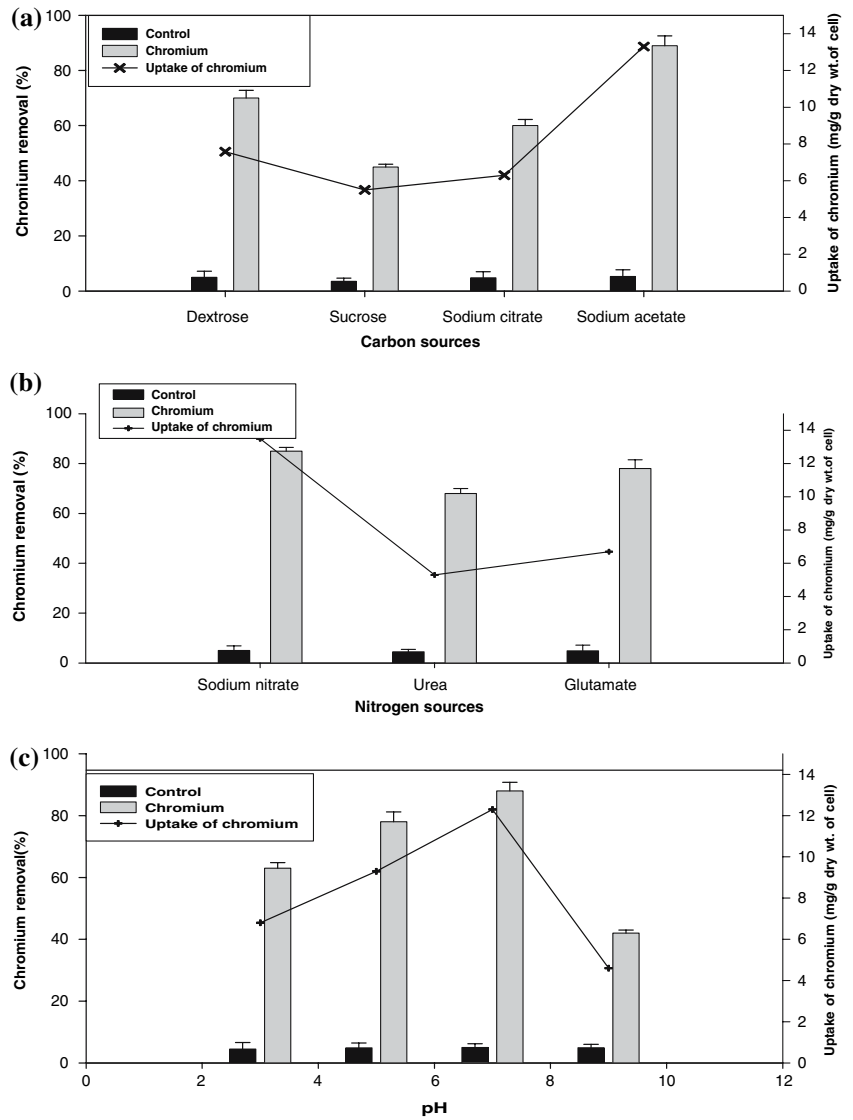 (a)
Control
Chromium
Uptake of chromium
Chromium removal (%)
100
80
60
40
20
0
14
12
10
8
6
4
2
0
Uptake of chromium (mg/g dry wt.of cell)
Dextrose Sucrose Sodium citrate Sodium acetate
Carbon sources
(b)
Control
Chromium
Uptake of chromium
Chromium removal (%)
100
80
60
40
20
0
14
12
10
8
6
4
2
0
Uptake of chromium (mg/g dry wt.of cell)
Sodium nitrate Urea Glutamate
Nitrogen sources
(c)
Control
Chromium
Uptake of chromium
Chromium removal(%)
100
80
60
40
20
0
14
12
10
8
6
4
2
0
Uptake of chromium (mg/g dry wt. of cell)
0 2 4 6 8 10 12
pH